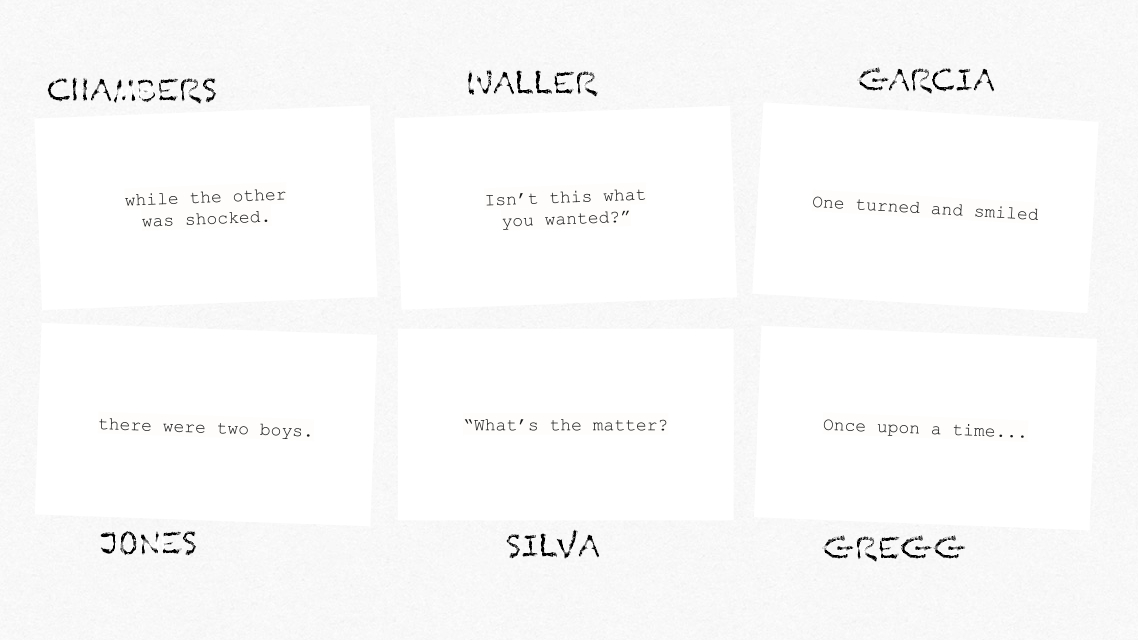 CHAMBERS
WALLER
GARCIA
while the other
was shocked.
Isn’t this what
you wanted?”
One turned and smiled
there were two boys.
“What’s the matter?
Once upon a time...
JONES
SILVA
GREGG